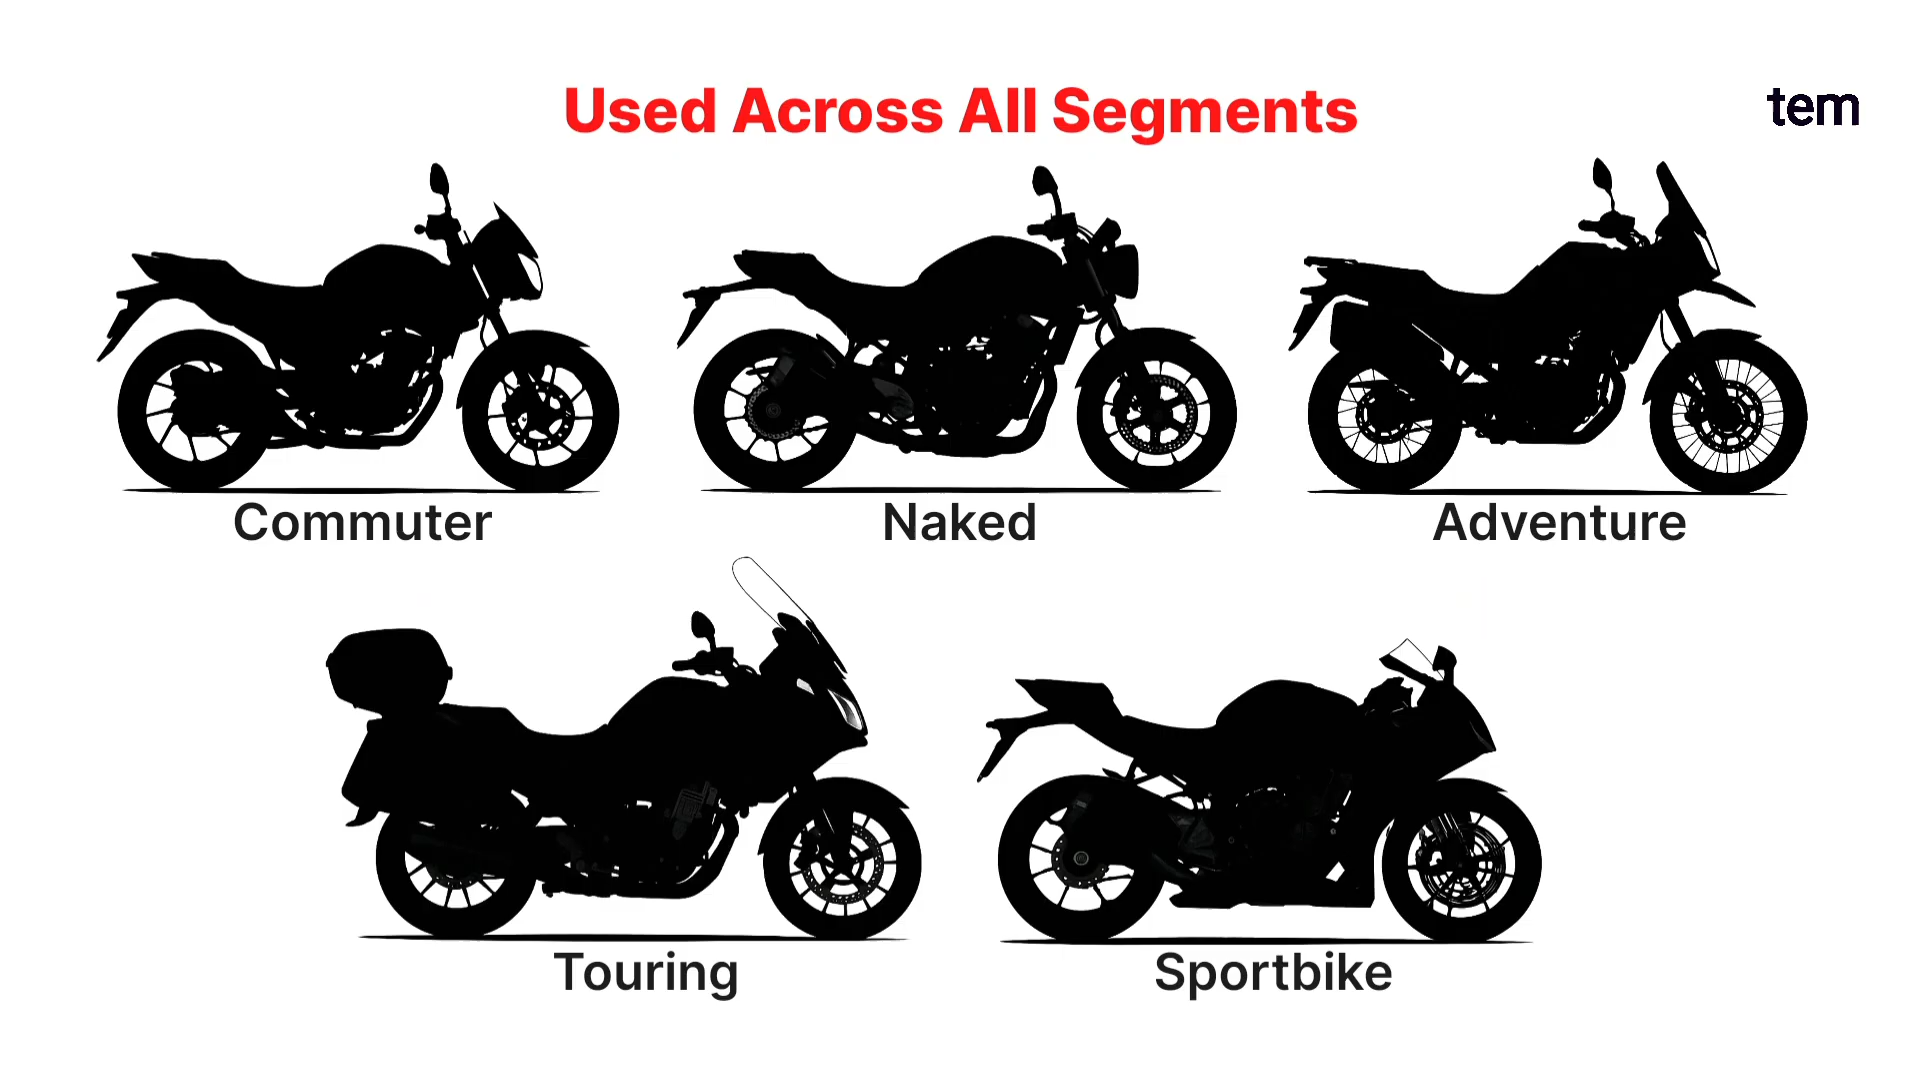 Used Across All Segments
tem
Commuter
Naked
Adventure
Touring
Sportbike